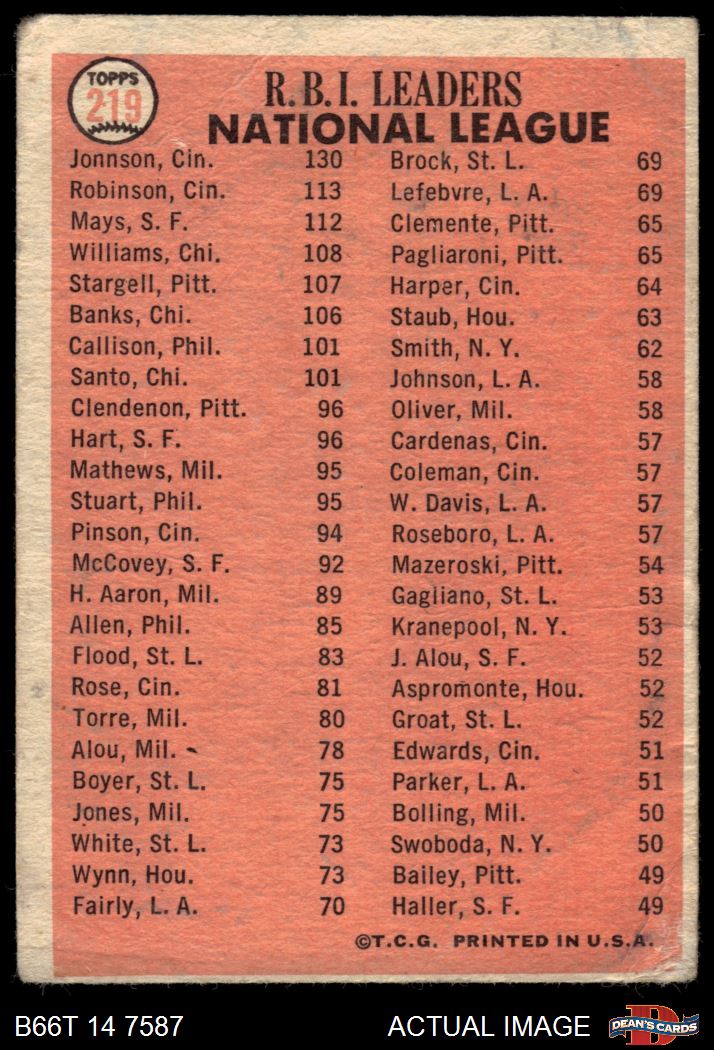 TOPPS
219
R.B.I. LEADERS
NATIONAL LEAGUE
Jonnson, Cin. 130
Robinson, Cin. 113
Mays, S. F. 112
Williams, Chi. 108
Stargell, Pitt. 107
Banks, Chi. 106
Callison, Phil. 101
Santo, Chi. 101
Clendenon, Pitt. 96
Hart, S. F. 96
Mathews, Mil. 95
Stuart, Phil. 95
Pinson, Cin. 94
McCovey, S. F. 92
H. Aaron, Mil. 89
Allen, Phil. 85
Flood, St. L. 83
Rose, Cin. 81
Torre, Mil. 80
Alou, Mil. 78
Boyer, St. L. 75
Jones, Mil. 75
White, St. L. 73
Wynn, Hou. 73
Fairly, L. A. 70
Brock, St. L. 69
Lefebvre, L. A. 69
Clemente, Pitt. 65
Pagliaroni, Pitt. 65
Harper, Cin. 64
Staub, Hou. 63
Smith, N. Y. 62
Johnson, L. A. 58
Oliver, Mil. 58
Cardenas, Cin. 57
Coleman, Cin. 57
W. Davis, L. A. 57
Roseboro, L. A. 57
Mazeroski, Pitt. 54
Gagliano, St. L. 53
Kranepool, N. Y. 53
J. Alou, S. F. 52
Aspromonte, Hou. 52
Groat, St. L. 52
Edwards, Cin. 51
Parker, L. A. 51
Bolling, Mil. 50
Swoboda, N. Y. 50
Bailey, Pitt. 49
Haller, S. F. 49
©T.C.G. PRINTED IN U.S.A.
B66T 14 7587
ACTUAL IMAGE
DEAN'S CARDS